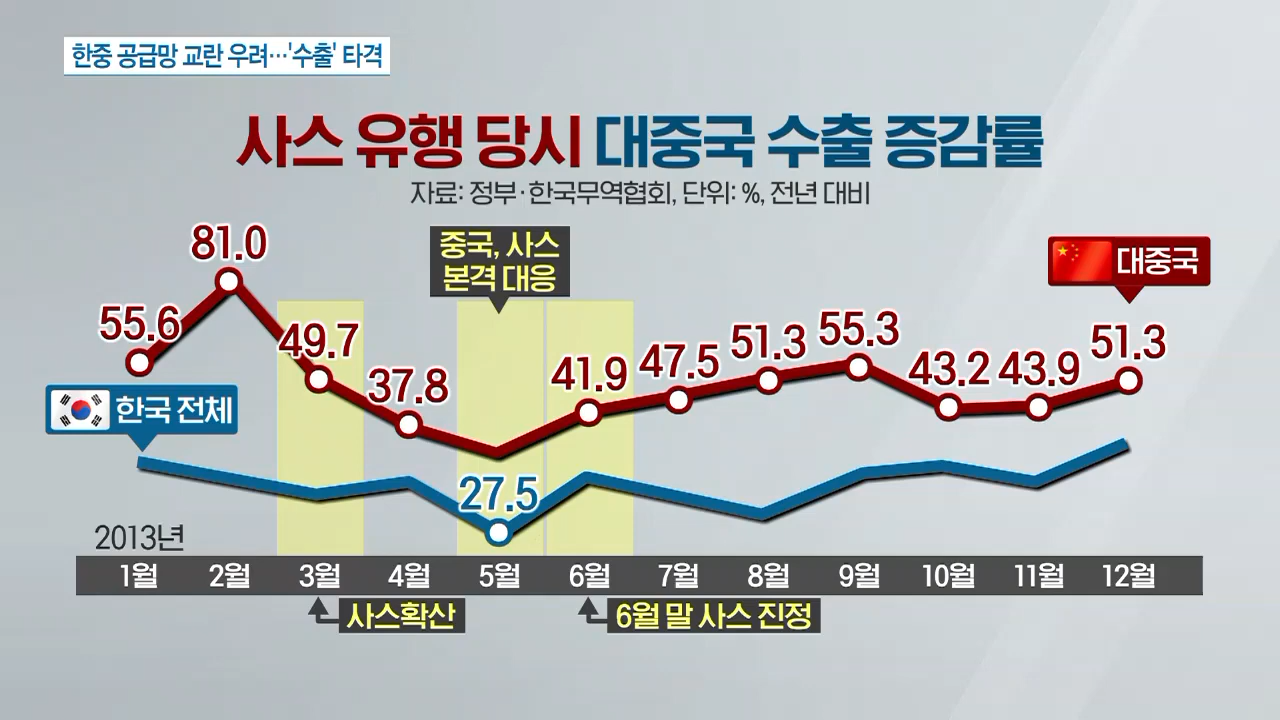 한중 공급망 교란 우려…'수출' 타격
사스 유행 당시 대중국 수출 증감률
자료: 정부·한국무역협회, 단위: %, 전년 대비
81.0
중국, 사스
본격 대응
대중국
55.6
49.7
37.8
41.9
47.5
51.3
55.3
43.2
43.9
51.3
한국 전체
27.5
2013년
1월 2월 3월 4월 5월 6월 7월 8월 9월 10월 11월 12월
사스확산
6월 말 사스 진정